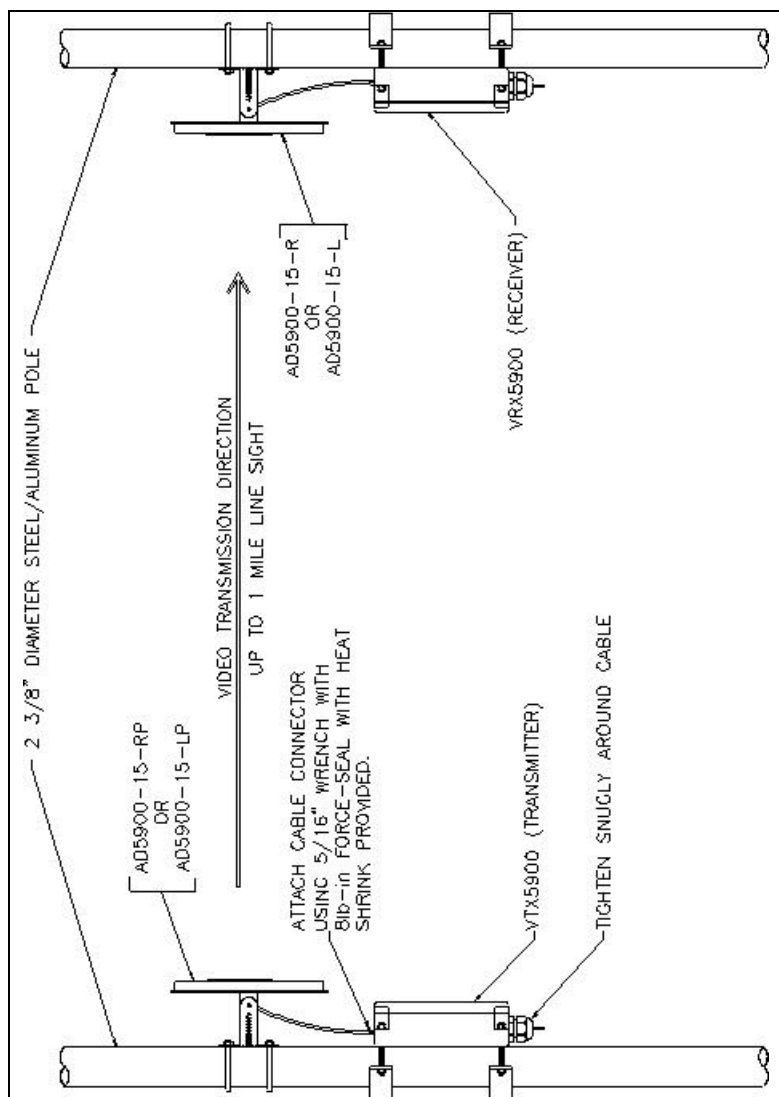 2 3/8" DIAMETER STEEL/ALUMINUM POLE
AD5900-15-RP
OR
AD5900-15-LP
VIDEO TRANSMISSION DIRECTION
UP TO 1 MILE LINE SIGHT
AD5900-15-R
OR
AD5900-15-L
ATTACH CABLE CONNECTOR
USING 5/16" WRENCH WITH
8lb-in FORCE-SEAL WITH HEAT
SHRINK PROVIDED.
VTX5900 (TRANSMITTER)
TIGHTEN SNUGLY AROUND CABLE
VRX5900 (RECEIVER)